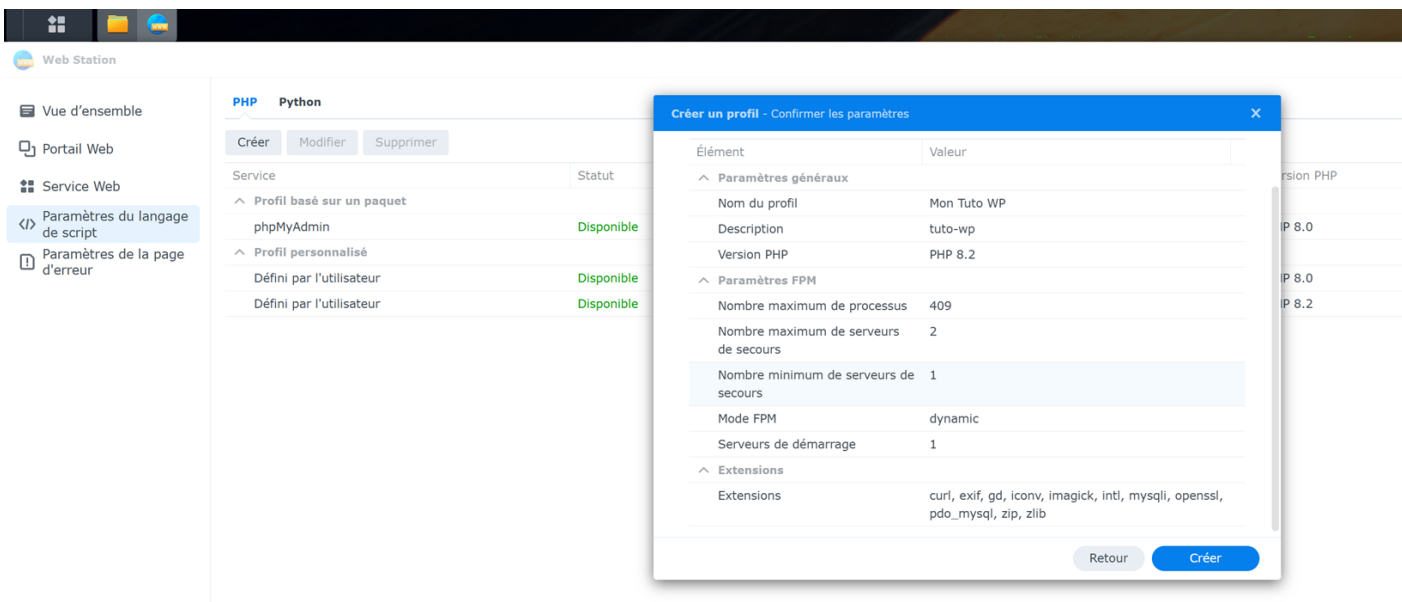 Web Station
Vue d'ensemble
Portail Web
Service Web
Paramètres du langage
de script
Paramètres de la page
d'erreur
PHP Python
Créer Modifier Supprimer
Service Statut rsion PHP
Profil basé sur un paquet
phpMyAdmin Disponible IP 8.0
Profil personnalisé
Défini par l'utilisateur Disponible IP 8.0
Défini par l'utilisateur Disponible IP 8.2
Créer un profil - Confirmer les paramètres
Élément Valeur
Paramètres généraux
Nom du profil Mon Tuto WP
Description tuto-wp
Version PHP PHP 8.2
Paramètres FPM
Nombre maximum de processus 409
Nombre maximum de serveurs 2
de secours
Nombre minimum de serveurs de 1
secours
Mode FPM dynamic
Serveurs de démarrage 1
Extensions
Extensions curl, exif, gd, iconv, imagick, intl, mysqli, openssl,
pdo_mysql, zip, zlib
Retour Créer